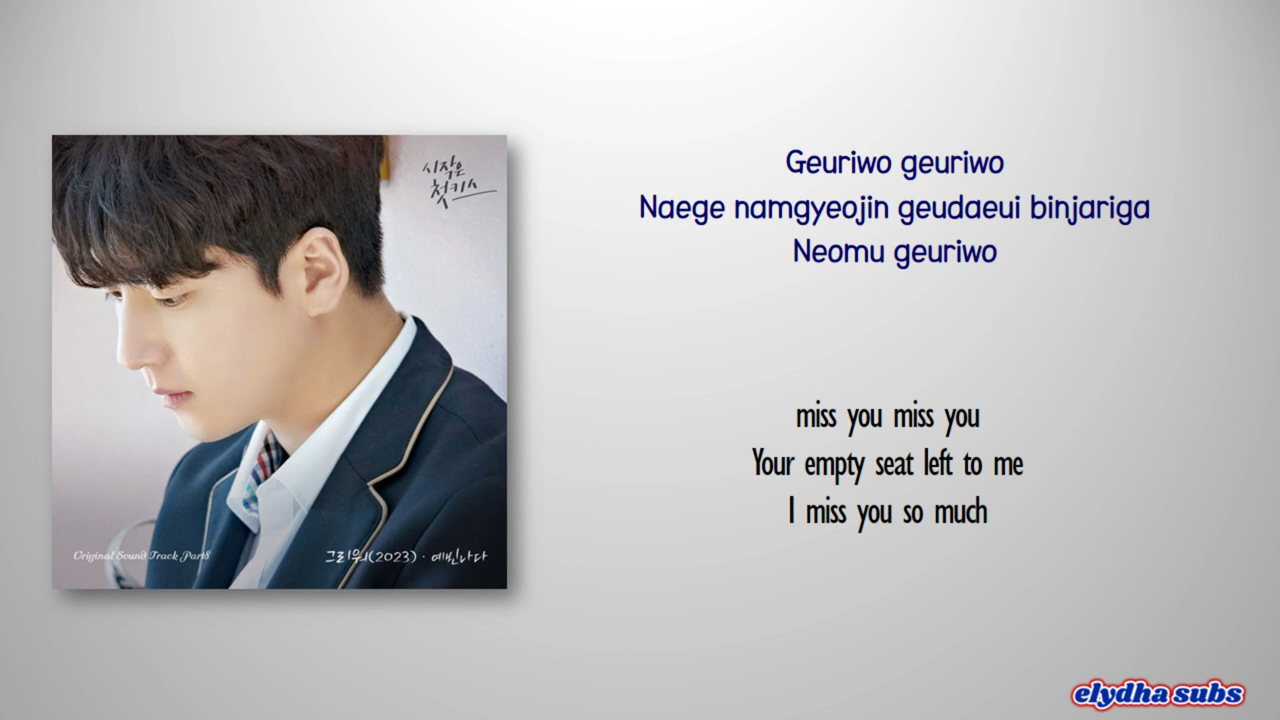 시작은
첫키스
Original Sound Track Part8
그리워(2023) · 예빈나다
Geuriwo geuriwo
Naege namgyeojin geudaeui binjariga
Neomu geuriwo
miss you miss you
Your empty seat left to me
I miss you so much
elydha subs